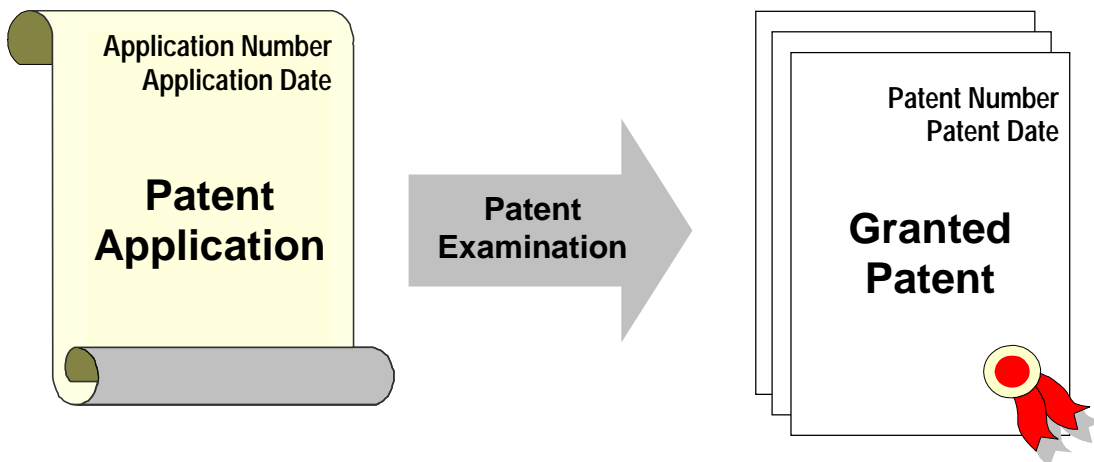 Application Number
Application Date
Patent
Application
Patent
Examination
Patent Number
Patent Date
Granted
Patent